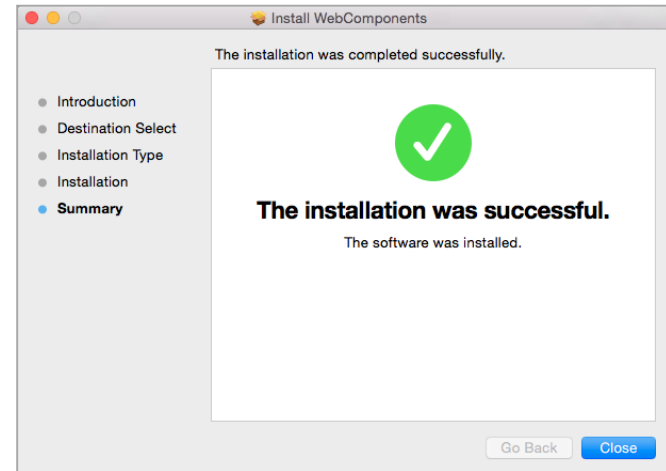 Install WebComponents
The installation was completed successfully.
Introduction
Destination Select
Installation Type
Installation
Summary
The installation was successful.
The software was installed.
Go Back
Close